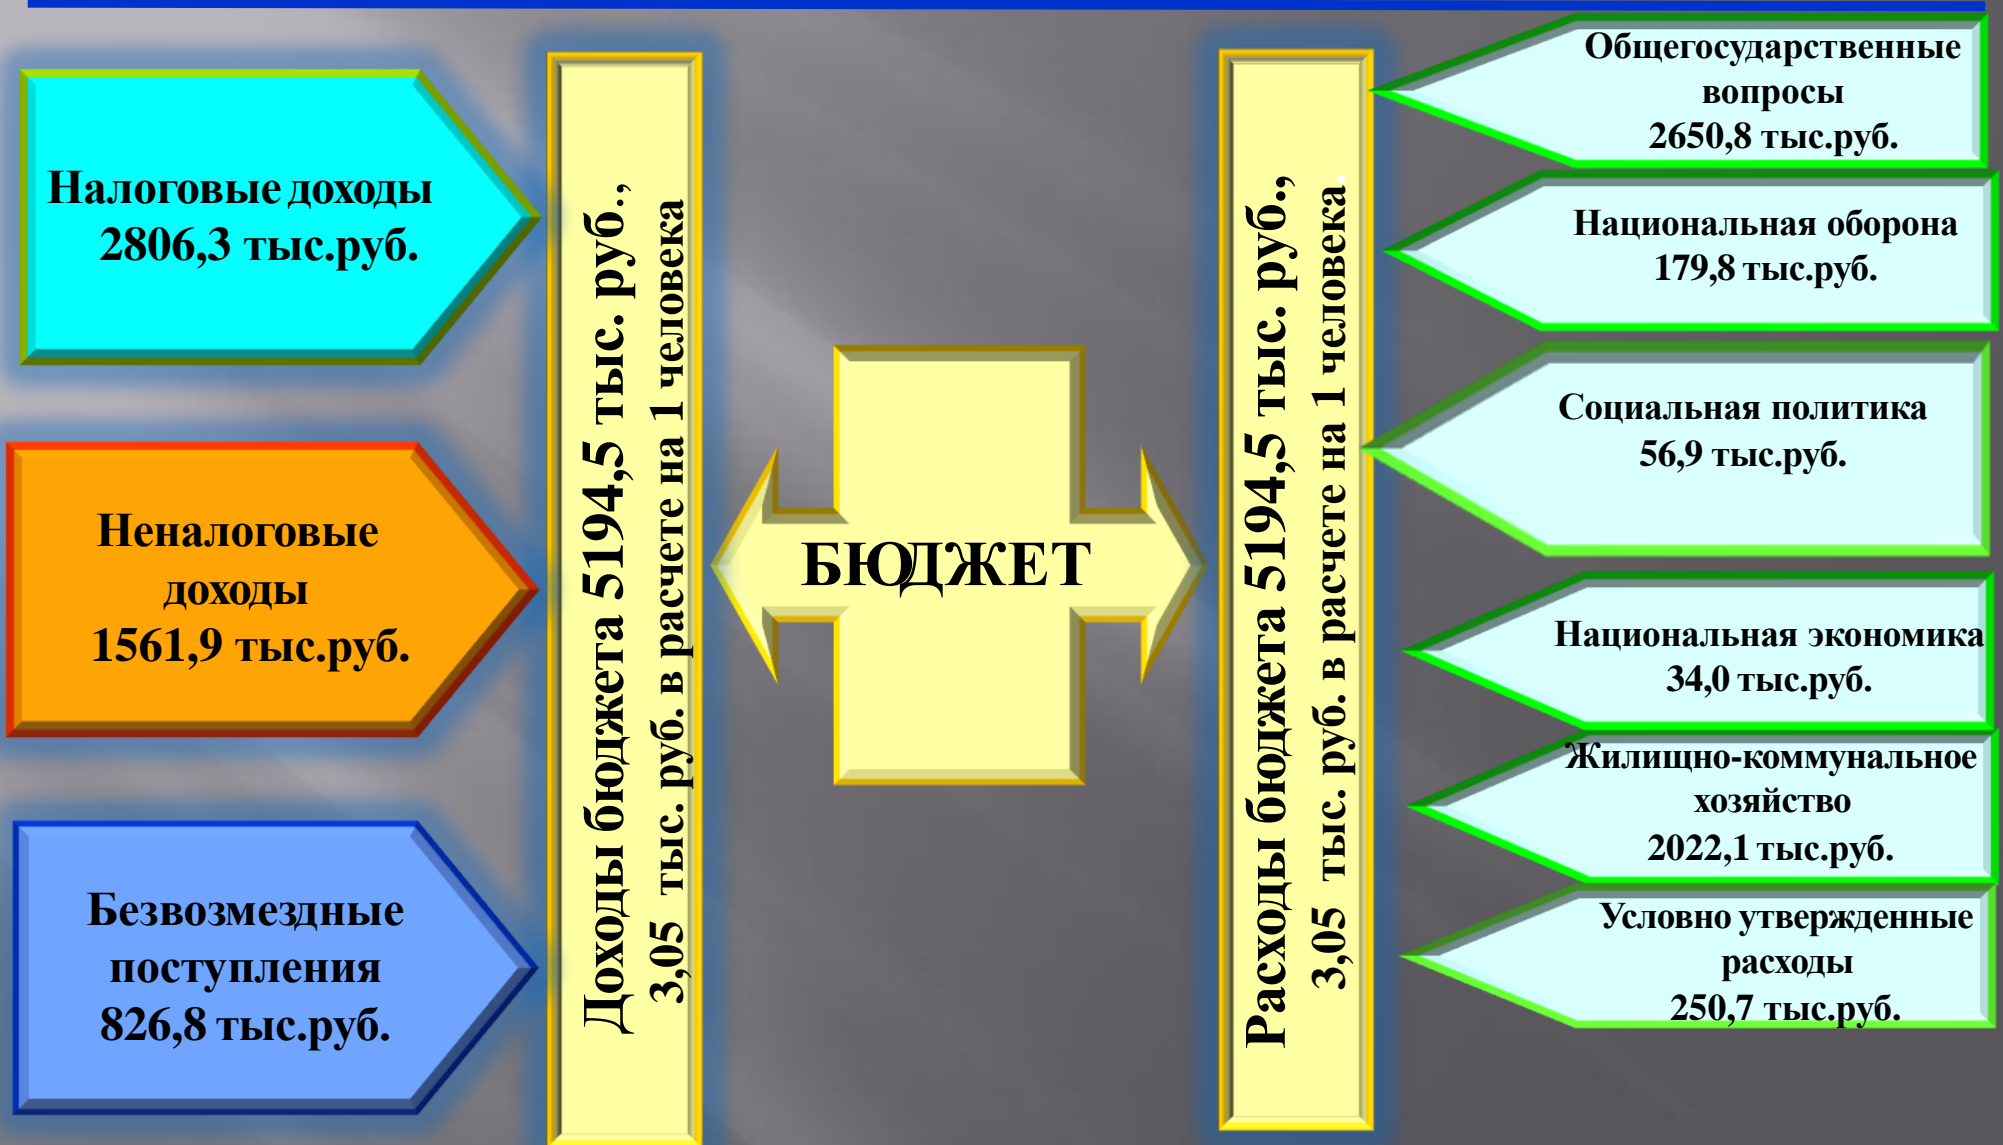 Налоговые доходы
2806,3 тыс.руб.
Неналоговые
доходы
1561,9 тыс.руб.
Безвозмездные
поступления
826,8 тыс.руб.
Доходы бюджета 5194,5 тыс. руб.,
3,05 тыс. руб. в расчете на 1 человека
БЮДЖЕТ
Расходы бюджета 5194,5 тыс. руб.,
3,05 тыс. руб. в расчете на 1 человека.
Общегосударственные
вопросы
2650,8 тыс.руб.
Национальная оборона
179,8 тыс.руб.
Социальная политика
56,9 тыс.руб.
Национальная экономика
34,0 тыс.руб.
Жилищно-коммунальное
хозяйство
2022,1 тыс.руб.
Условно утвержденные
расходы
250,7 тыс.руб.